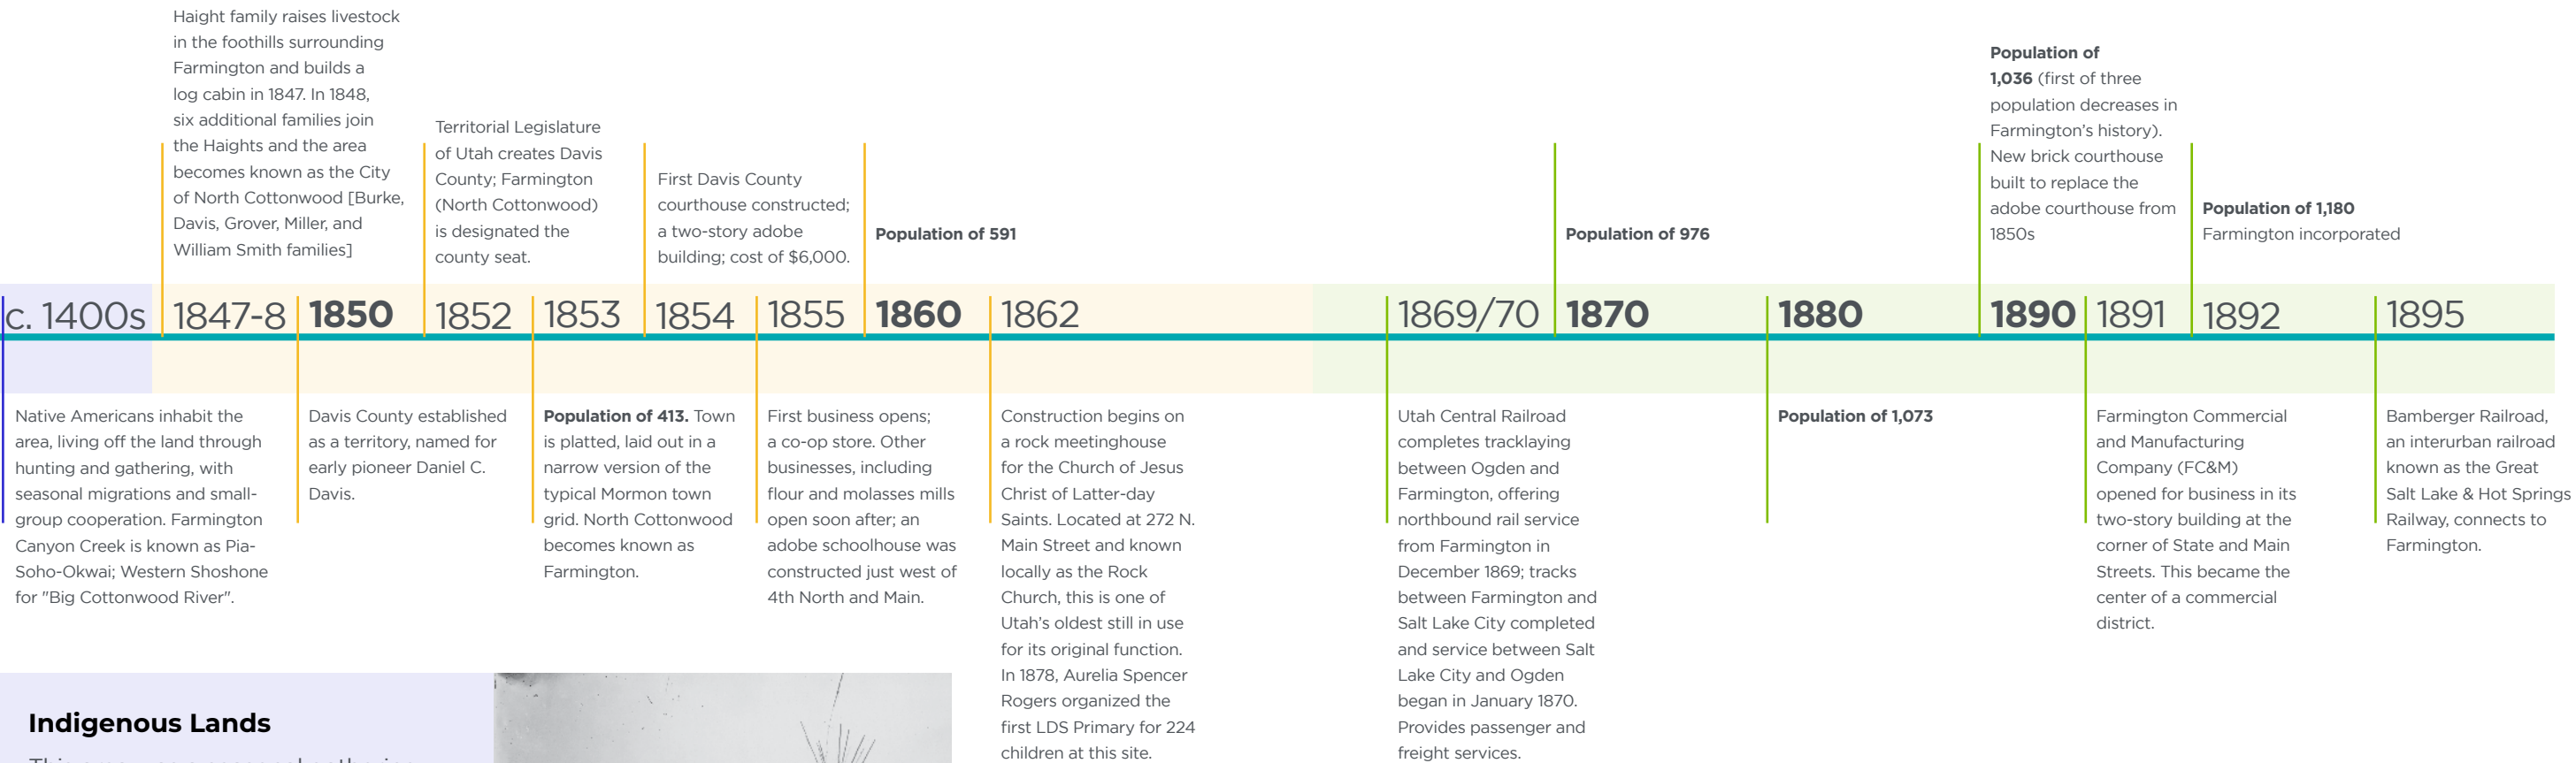 Haight family raises livestock
in the foothills surrounding
Farmington and builds a
log cabin in 1847. In 1848,
six additional families join
the Haights and the area
becomes known as the City
of North Cottonwood [Burke,
Davis, Grover, Miller, and
William Smith families]
Territorial Legislature
of Utah creates Davis
County; Farmington
(North Cottonwood)
is designated the
county seat.
First Davis County
courthouse constructed;
a two-story adobe
building; cost of $6,000.
Population of 591
Population of 976
Population of
1,036 (first of three
population decreases in
Farmington’s history).
New brick courthouse
built to replace the
adobe courthouse from
1850s
Population of 1,180
Farmington incorporated
c. 1400s
1847-8
1850
1852
1853
1854
1855
1860
1862
1869/70
1870
1880
1890
1891
1892
1895
Native Americans inhabit the
area, living off the land through
hunting and gathering, with
seasonal migrations and small-
group cooperation. Farmington
Canyon Creek is known as Pia-
Soho-Okwai; Western Shoshone
for "Big Cottonwood River".
Davis County established
as a territory, named for
early pioneer Daniel C.
Davis.
Population of 413. Town
is platted, laid out in a
narrow version of the
typical Mormon town
grid. North Cottonwood
becomes known as
Farmington.
First business opens;
a co-op store. Other
businesses, including
flour and molasses mills
open soon after; an
adobe schoolhouse was
constructed just west of
4th North and Main.
Construction begins on
a rock meetinghouse
for the Church of Jesus
Christ of Latter-day
Saints. Located at 272 N.
Main Street and known
locally as the Rock
Church, this is one of
Utah’s oldest still in use
for its original function.
In 1878, Aurelia Spencer
Rogers organized the
first LDS Primary for 224
children at this site.
Utah Central Railroad
completes tracklaying
between Ogden and
Farmington, offering
northbound rail service
from Farmington in
December 1869; tracks
between Farmington and
Salt Lake City completed
and service between Salt
Lake City and Ogden
began in January 1870.
Provides passenger and
freight services.
Population of 1,073
Farmington Commercial
and Manufacturing
Company (FC&M)
opened for business in its
two-story building at the
corner of State and Main
Streets. This became the
center of a commercial
district.
Bamberger Railroad,
an interurban railroad
known as the Great
Salt Lake & Hot Springs
Railway, connects to
Farmington.
Indigenous Lands